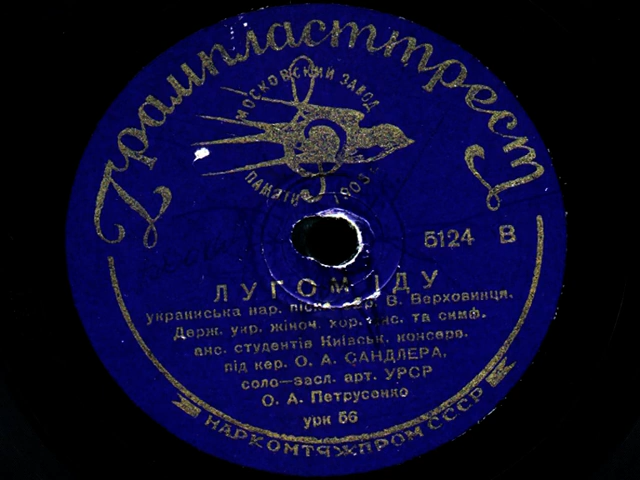 Грампласттрест
МОСКОВСКИЙ ЗАВОД
ПАМЯТИ 1905 г.
5124 В
ЛУГОМ ІДУ
украниська нар. пісня обр. В. Верховинця.
Держ. укр. жіноч. хор. анс. та симф.
анс. студентів Київськ. консерв.
під кер. О. А. САНДЛЕРА,
соло—засл. арт. УРСР
О. А. Петрусенко
урк 56
НАРКОМТЯЖПРОМ СССР